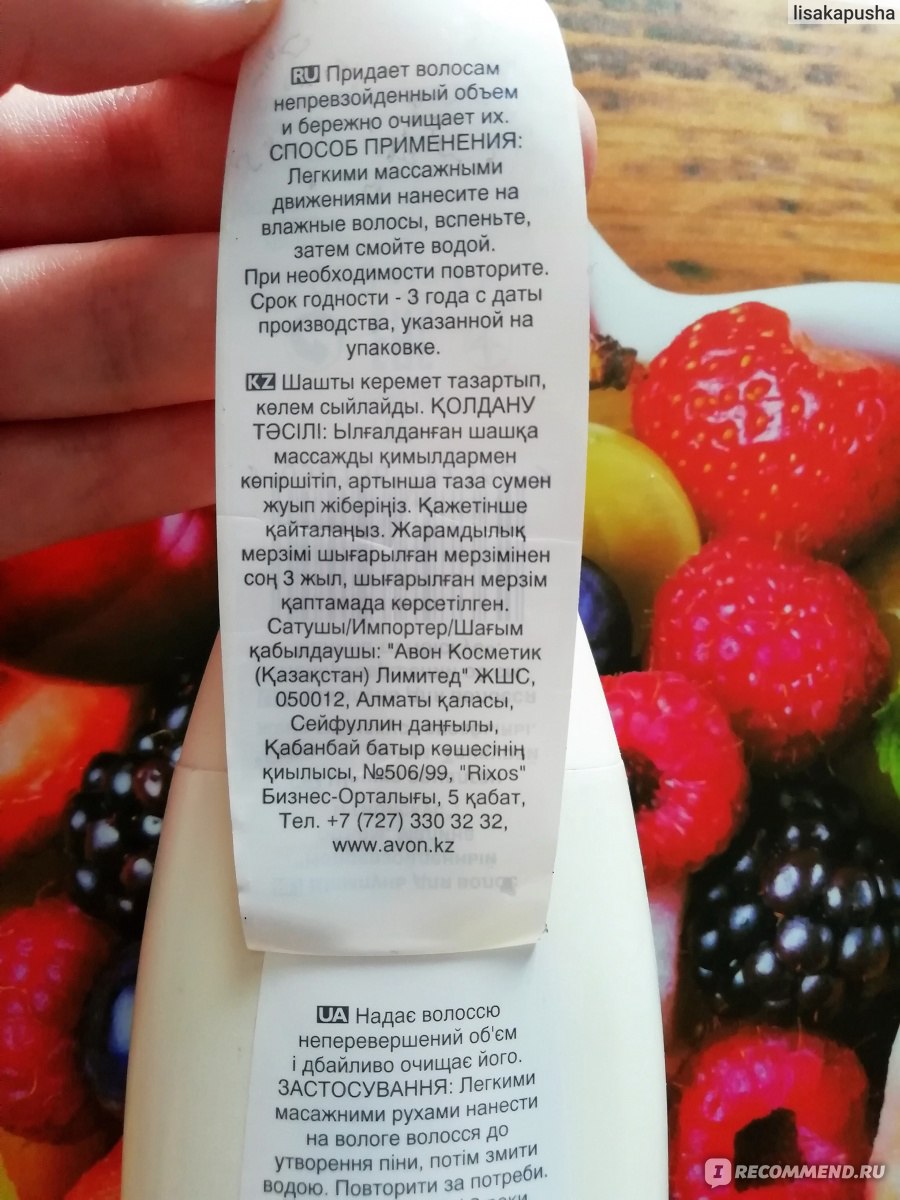 lisakapusha
RU Придает волосам
непревзойденный объем
и бережно очищает их.
СПОСОБ ПРИМЕНЕНИЯ:
Легкими массажными
движениями нанесите на
влажные волосы, вспеньте,
затем смойте водой.
При необходимости повторите.
Срок годности - 3 года с даты
производства, указанной на
упаковке.
KZ Шашты керемет тазартып,
көлем сыйлайды. ҚОЛДАНУ
ТӘСІЛІ: Ылғалданған шашқа
массажды қимылдармен
көпіршітіп, артынша таза сумен
жуып жіберіңіз. Қажетінше
қайталаңыз. Жарамдылық
мерзімі шығарылған мерзімінен
соң 3 жыл, шығарылған мерзім
қаптамада көрсетілген.
Сатушы/Импортер/Шағым
қабылдаушы: "Авон Косметик
(Қазақстан) Лимитед" ЖШС,
050012, Алматы қаласы,
Сейфуллин даңғылы,
Қабанбай батыр көшесінің
қиылысы, №506/99, "Rixos"
Бизнес-Орталығы, 5 қабат,
Тел. +7 (727) 330 32 32,
www.avon.kz
UA Надає волоссю
неперевершений об'єм
і дбайливо очищає його.
ЗАСТОСУВАННЯ: Легкими
масажними рухами нанести
на вологе волосся до
утворення піни, потім змити
водою. Повторити за потреби.
I RECOMMEND.RU